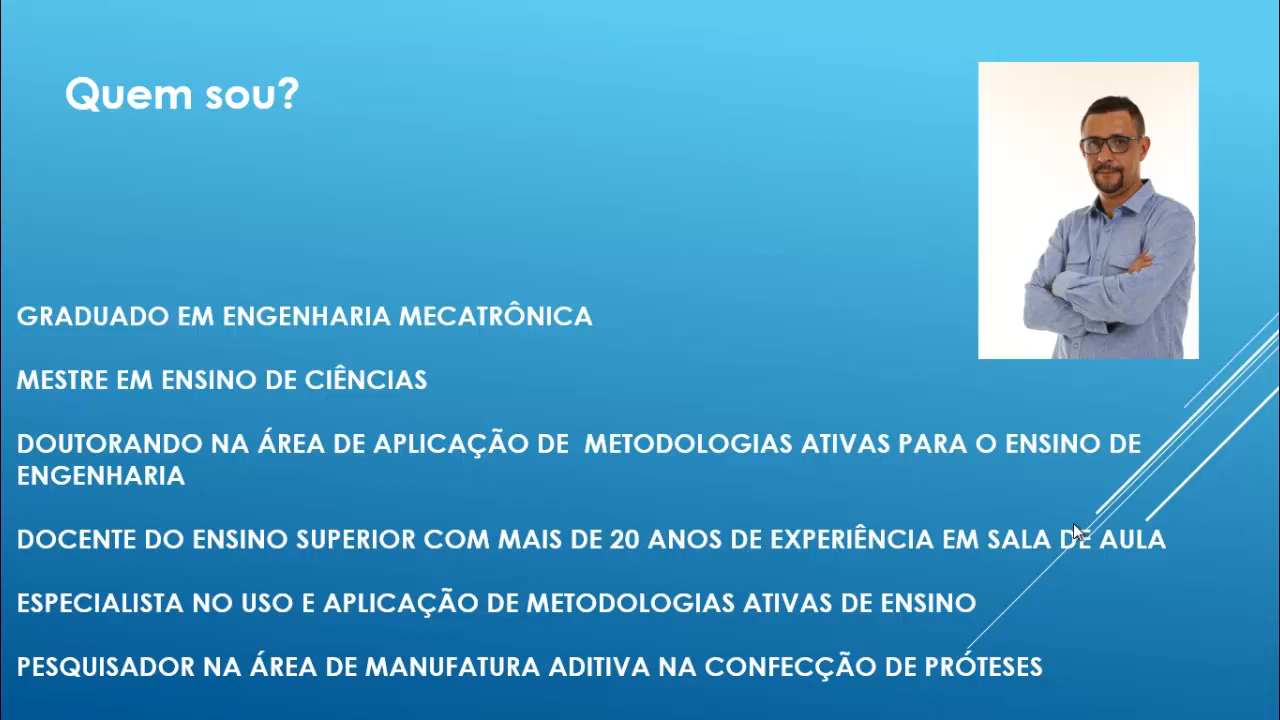 Quem sou?
GRADUADO EM ENGENHARIA MECATRÔNICA
MESTRE EM ENSINO DE CIÊNCIAS
DOUTORANDO NA ÁREA DE APLICAÇÃO DE  METODOLOGIAS ATIVAS PARA O ENSINO DE
ENGENHARIA
DOCENTE DO ENSINO SUPERIOR COM MAIS DE 20 ANOS DE EXPERIÊNCIA EM SALA DE AULA
ESPECIALISTA NO USO E APLICAÇÃO DE METODOLOGIAS ATIVAS DE ENSINO
PESQUISADOR NA ÁREA DE MANUFATURA ADITIVA NA CONFECÇÃO DE PRÓTESES